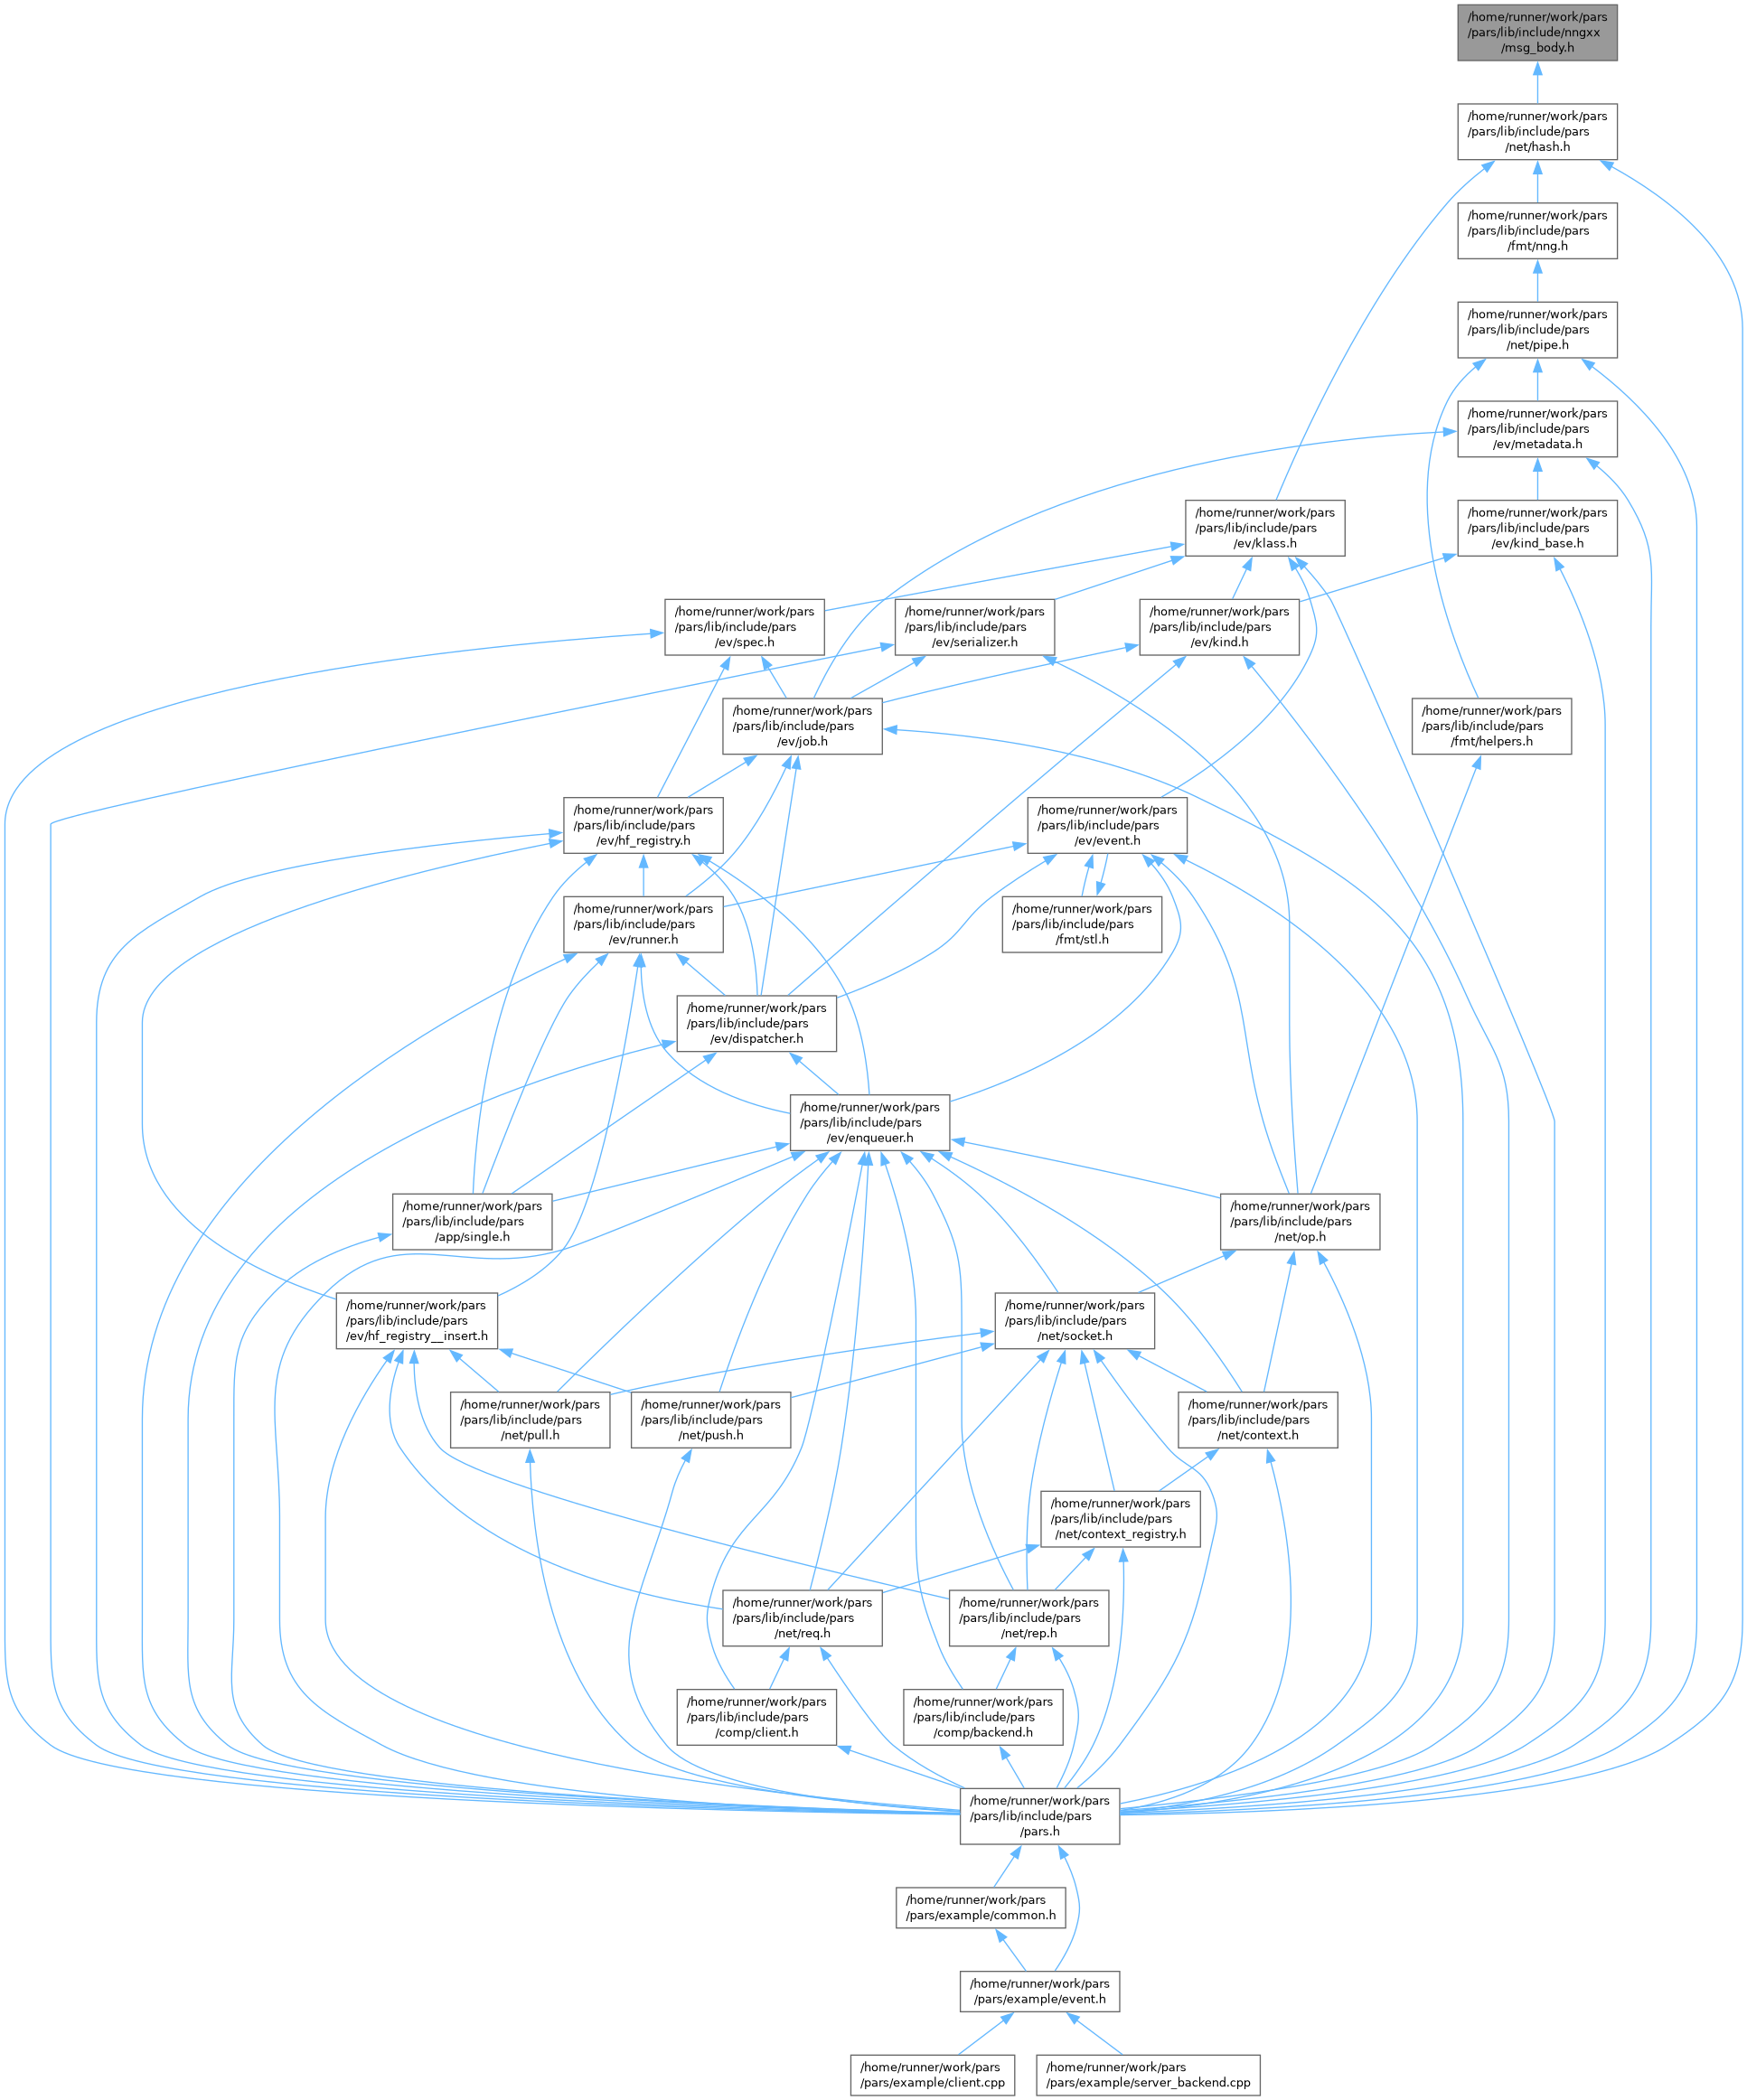 /home/runner/work/pars
/pars/lib/include/nngxx
/msg_body.h
/home/runner/work/pars
/pars/lib/include/pars
/net/hash.h
/home/runner/work/pars
/pars/lib/include/pars
/fmt/nng.h
/home/runner/work/pars
/pars/lib/include/pars
/net/pipe.h
/home/runner/work/pars
/pars/lib/include/pars
/ev/metadata.h
/home/runner/work/pars
/pars/lib/include/pars
/ev/klass.h
/home/runner/work/pars
/pars/lib/include/pars
/ev/kind_base.h
/home/runner/work/pars
/pars/lib/include/pars
/ev/spec.h
/home/runner/work/pars
/pars/lib/include/pars
/ev/serializer.h
/home/runner/work/pars
/pars/lib/include/pars
/ev/kind.h
/home/runner/work/pars
/pars/lib/include/pars
/ev/job.h
/home/runner/work/pars
/pars/lib/include/pars
/fmt/helpers.h
/home/runner/work/pars
/pars/lib/include/pars
/ev/hf_registry.h
/home/runner/work/pars
/pars/lib/include/pars
/ev/event.h
/home/runner/work/pars
/pars/lib/include/pars
/ev/runner.h
/home/runner/work/pars
/pars/lib/include/pars
/fmt/stl.h
/home/runner/work/pars
/pars/lib/include/pars
/ev/dispatcher.h
/home/runner/work/pars
/pars/lib/include/pars
/ev/enqueuer.h
/home/runner/work/pars
/pars/lib/include/pars
/app/single.h
/home/runner/work/pars
/pars/lib/include/pars
/net/op.h
/home/runner/work/pars
/pars/lib/include/pars
/ev/hf_registry__insert.h
/home/runner/work/pars
/pars/lib/include/pars
/net/socket.h
/home/runner/work/pars
/pars/lib/include/pars
/net/pull.h
/home/runner/work/pars
/pars/lib/include/pars
/net/push.h
/home/runner/work/pars
/pars/lib/include/pars
/net/context.h
/home/runner/work/pars
/pars/lib/include/pars
/net/context_registry.h
/home/runner/work/pars
/pars/lib/include/pars
/net/req.h
/home/runner/work/pars
/pars/lib/include/pars
/net/rep.h
/home/runner/work/pars
/pars/lib/include/pars
/comp/client.h
/home/runner/work/pars
/pars/lib/include/pars
/comp/backend.h
/home/runner/work/pars
/pars/lib/include/pars
/pars.h
/home/runner/work/pars
/pars/example/common.h
/home/runner/work/pars
/pars/example/event.h
/home/runner/work/pars
/pars/example/client.cpp
/home/runner/work/pars
/pars/example/server_backend.cpp